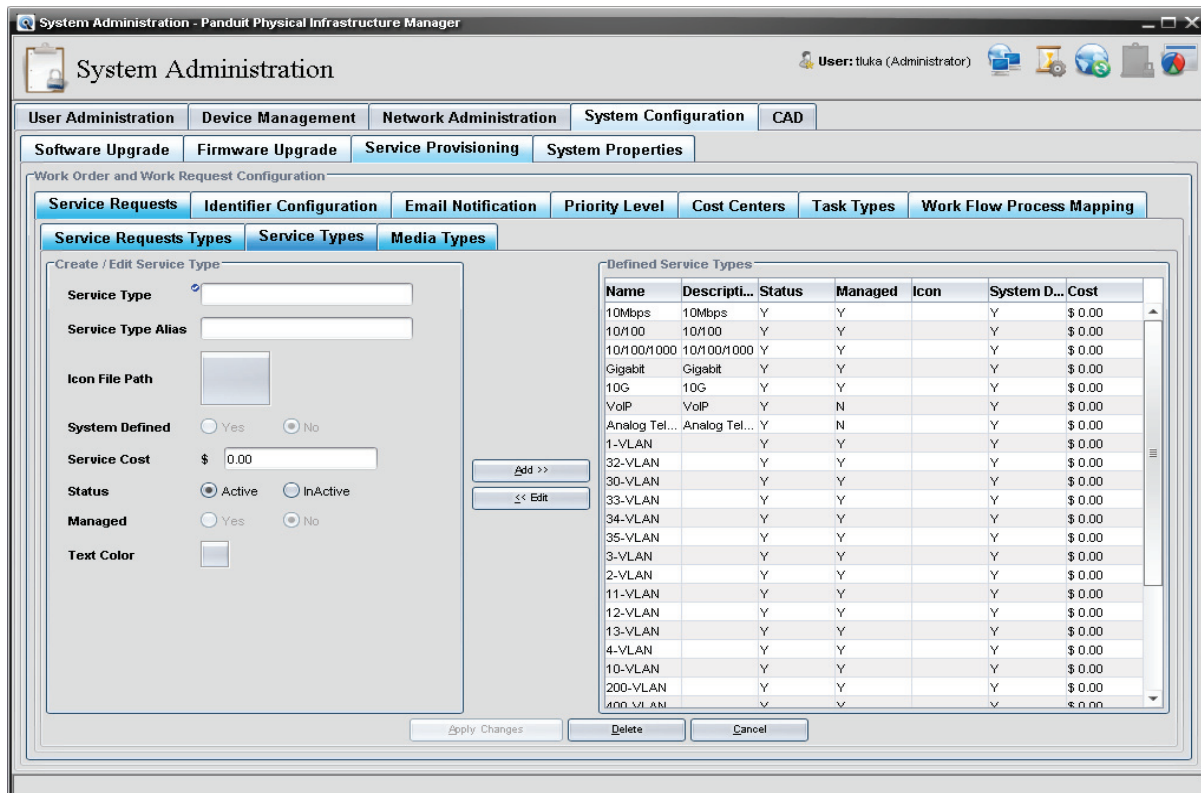 System Administration - Panduit Physical Infrastructure Manager
System Administration
User: tluka (Administrator)
User Administration Device Management Network Administration System Configuration CAD
Software Upgrade Firmware Upgrade Service Provisioning System Properties
Work Order and Work Request Configuration
Service Requests Identifier Configuration Email Notification Priority Level Cost Centers Task Types Work Flow Process Mapping
Service Requests Types Service Types Media Types
Create / Edit Service Type
Service Type
Service Type Alias
Icon File Path
System Defined Yes No
Service Cost $ 0.00
Status Active InActive
Managed Yes No
Text Color
Add >>
<< Edit
Defined Service Types
Name Descripti... Status Managed Icon System D... Cost
10Mbps 10Mbps Y Y Y $ 0.00
10/100 10/100 Y Y Y $ 0.00
10/100/1000 10/100/1000 Y Y Y $ 0.00
Gigabit Gigabit Y Y Y $ 0.00
10G 10G Y Y Y $ 0.00
VoIP VoIP Y N Y $ 0.00
Analog Tel... Analog Tel... Y N Y $ 0.00
1-VLAN Y Y Y $ 0.00
32-VLAN Y Y Y $ 0.00
30-VLAN Y Y Y $ 0.00
33-VLAN Y Y Y $ 0.00
34-VLAN Y Y Y $ 0.00
35-VLAN Y Y Y $ 0.00
3-VLAN Y Y Y $ 0.00
2-VLAN Y Y Y $ 0.00
11-VLAN Y Y Y $ 0.00
12-VLAN Y Y Y $ 0.00
13-VLAN Y Y Y $ 0.00
4-VLAN Y Y Y $ 0.00
10-VLAN Y Y Y $ 0.00
200-VLAN Y Y Y $ 0.00
400-VLAN Y Y Y $ 0.00
Apply Changes Delete Cancel